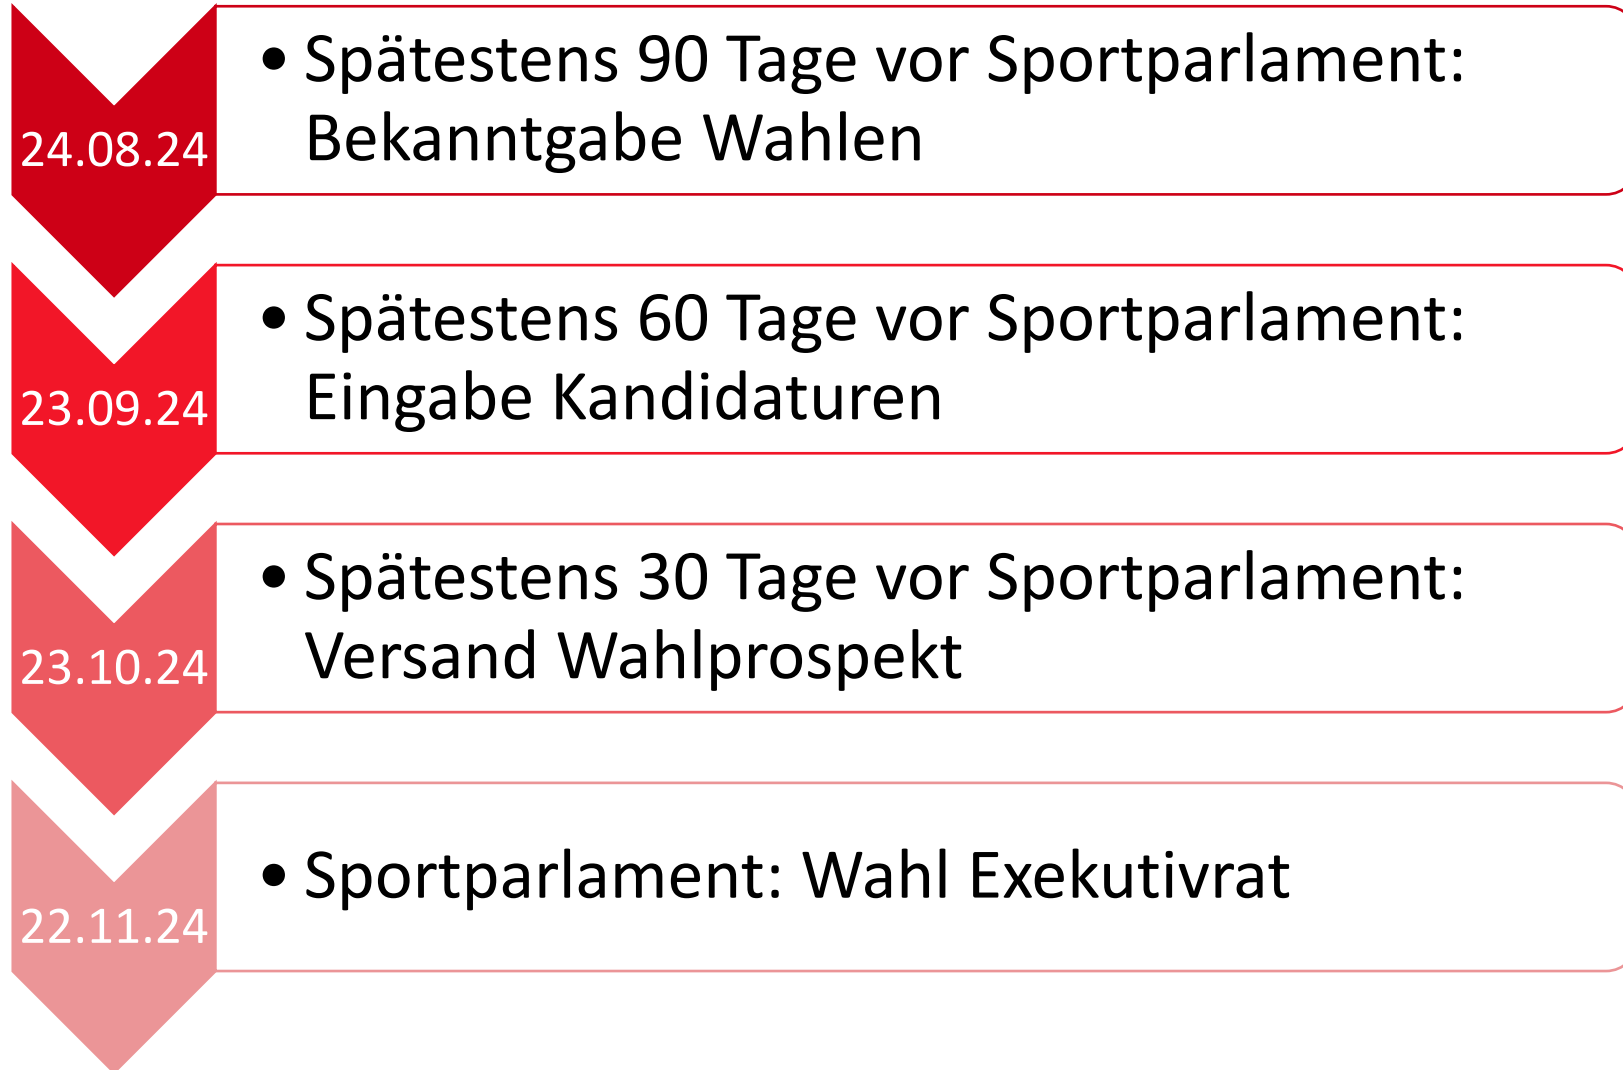 24.08.24
• Spätestens 90 Tage vor Sportparlament:
Bekanntgabe Wahlen
23.09.24
• Spätestens 60 Tage vor Sportparlament:
Eingabe Kandidaturen
23.10.24
• Spätestens 30 Tage vor Sportparlament:
Versand Wahlprospekt
22.11.24
• Sportparlament: Wahl Exekutivrat